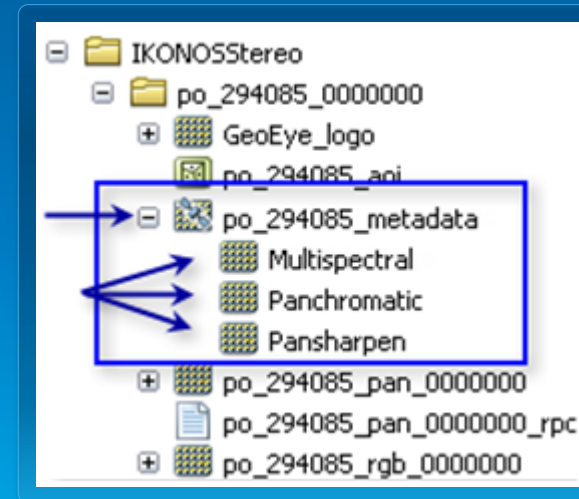 IKONOSStereo
po_294085_0000000
GeoEye_logo
po_294085_aoi
po_294085_metadata
Multispectral
Panchromatic
Pansharpen
po_294085_pan_0000000
po_294085_pan_0000000_rpc
po_294085_rgb_0000000